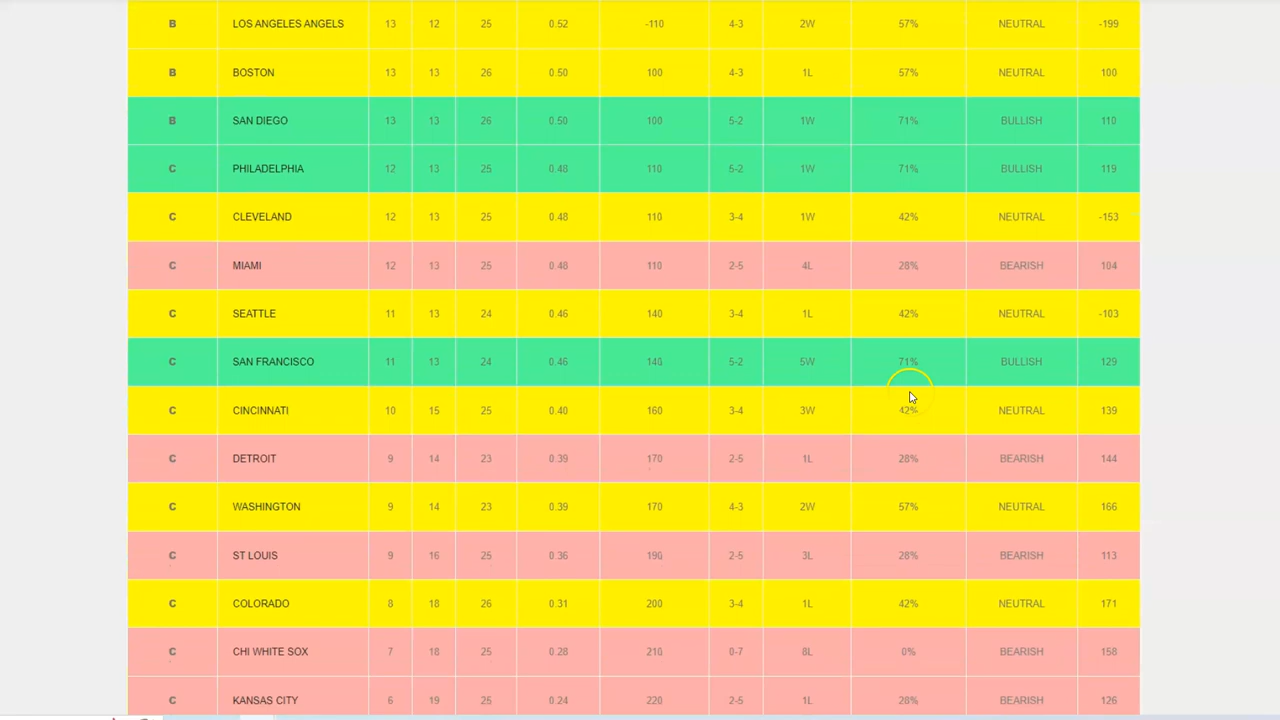 B LOS ANGELES ANGELS 13 12 25 0.52 -110 4-3 2W 57% NEUTRAL -199
B BOSTON 13 13 26 0.50 100 4-3 1L 57% NEUTRAL 100
B SAN DIEGO 13 13 26 0.50 100 5-2 1W 71% BULLISH 110
C PHILADELPHIA 12 13 25 0.48 110 5-2 1W 71% BULLISH 119
C CLEVELAND 12 13 25 0.48 110 3-4 1W 42% NEUTRAL -153
C MIAMI 12 13 25 0.48 110 2-5 4L 28% BEARISH 104
C SEATTLE 11 13 24 0.46 140 3-4 1L 42% NEUTRAL -103
C SAN FRANCISCO 11 13 24 0.46 140 5-2 5W 71% BULLISH 129
C CINCINNATI 10 15 25 0.40 160 3-4 3W 42% NEUTRAL 139
C DETROIT 9 14 23 0.39 170 2-5 1L 28% BEARISH 144
C WASHINGTON 9 14 23 0.39 170 4-3 2W 57% NEUTRAL 166
C ST LOUIS 9 16 25 0.36 190 2-5 3L 28% BEARISH 113
C COLORADO 8 18 26 0.31 200 3-4 1L 42% NEUTRAL 171
C CHI WHITE SOX 7 18 25 0.28 210 0-7 8L 0% BEARISH 158
C KANSAS CITY 6 19 25 0.24 220 2-5 1L 28% BEARISH 126